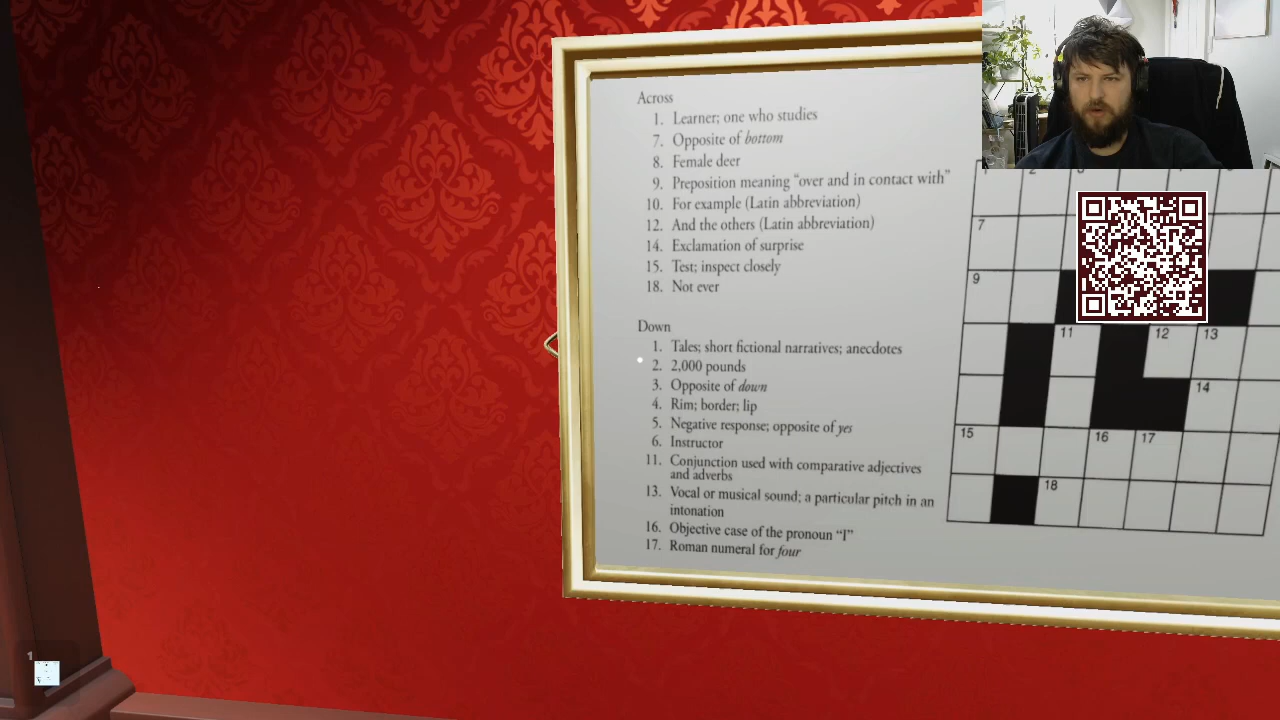 Across
1. Learner; one who studies
7. Opposite of bottom
8. Female deer
9. Preposition meaning “over and in contact with”
10. For example (Latin abbreviation)
12. And the others (Latin abbreviation)
14. Exclamation of surprise
15. Test; inspect closely
18. Not ever
Down
1. Tales; short fictional narratives; anecdotes
2. 2,000 pounds
3. Opposite of down
4. Rim; border; lip
5. Negative response; opposite of yes
6. Instructor
11. Conjunction used with comparative adjectives
and adverbs
13. Vocal or musical sound; a particular pitch in an
intonation
16. Objective case of the pronoun “I”
17. Roman numeral for four
7
9
11 12 13
14
15 16 17
18
1